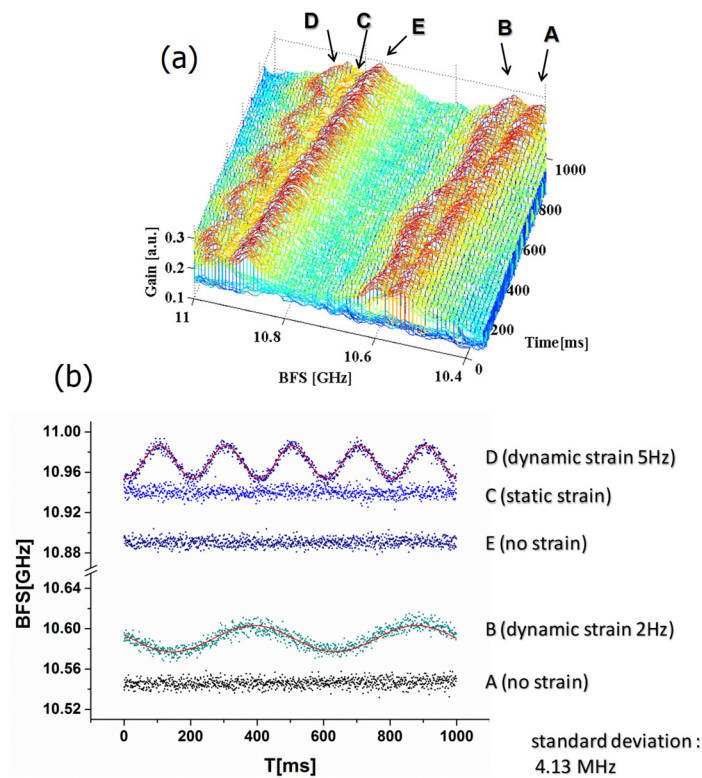 (a)
D
C
E
B
A
0.3
0.2
0.1
Gain [a.u.]
11
10.8
10.6
10.4
BFS [GHz]
0
200
400
600
800
1000
Time[ms]
(b)
11.00
10.96
10.92
10.88
10.64
10.60
10.56
10.52
BFS[GHz]
0
200
400
600
800
1000
T[ms]
D (dynamic strain 5Hz)
C (static strain)
E (no strain)
B (dynamic strain 2Hz)
A (no strain)
standard deviation :
4.13 MHz